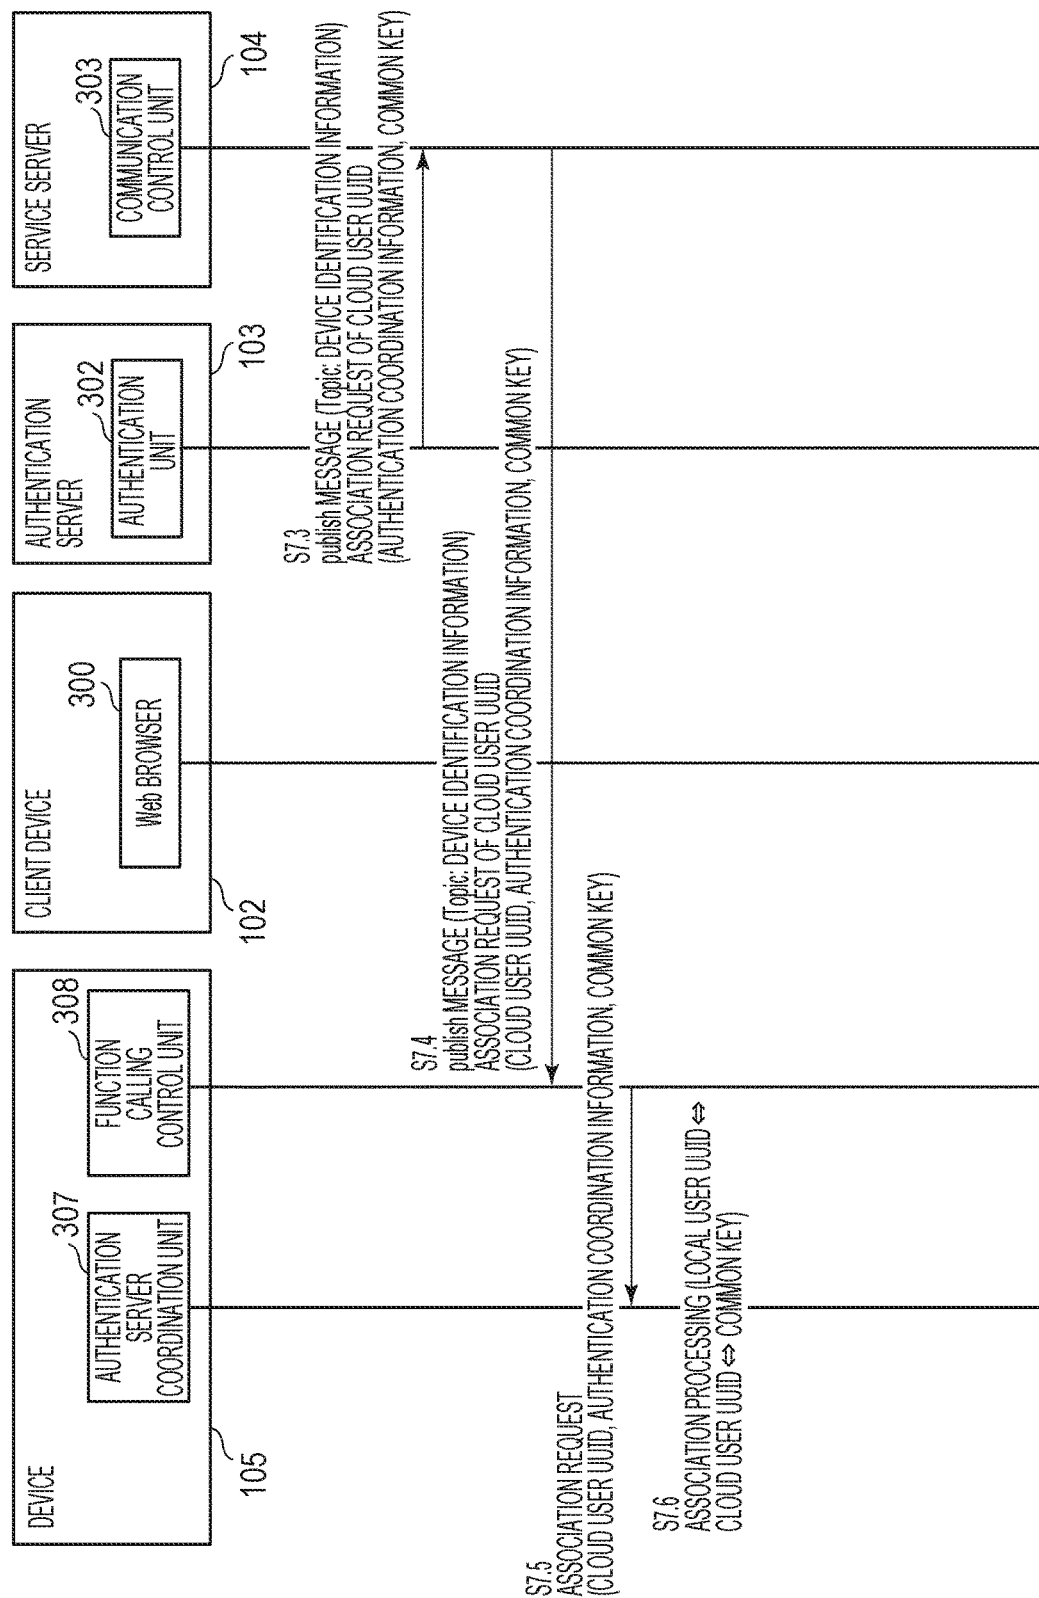 DEVICE
105
AUTHENTICATION
SERVER
COORDINATION UNIT
307
FUNCTION
CALLING
CONTROL UNIT
308
CLIENT DEVICE
102
Web BROWSER
300
AUTHENTICATION
SERVER
103
AUTHENTICATION
UNIT
302
SERVICE SERVER
104
COMMUNICATION
CONTROL UNIT
303
S7.3
publish MESSAGE (Topic: DEVICE IDENTIFICATION INFORMATION)
ASSOCIATION REQUEST OF CLOUD USER UUID
(AUTHENTICATION COORDINATION INFORMATION, COMMON KEY)
S7.4
publish MESSAGE (Topic: DEVICE IDENTIFICATION INFORMATION)
ASSOCIATION REQUEST OF CLOUD USER UUID
(CLOUD USER UUID, AUTHENTICATION COORDINATION INFORMATION, COMMON KEY)
S7.5
ASSOCIATION REQUEST
(CLOUD USER UUID, AUTHENTICATION COORDINATION INFORMATION, COMMON KEY)
S7.6
ASSOCIATION PROCESSING (LOCAL USER UUID ⇔
CLOUD USER UUID ⇔ COMMON KEY)